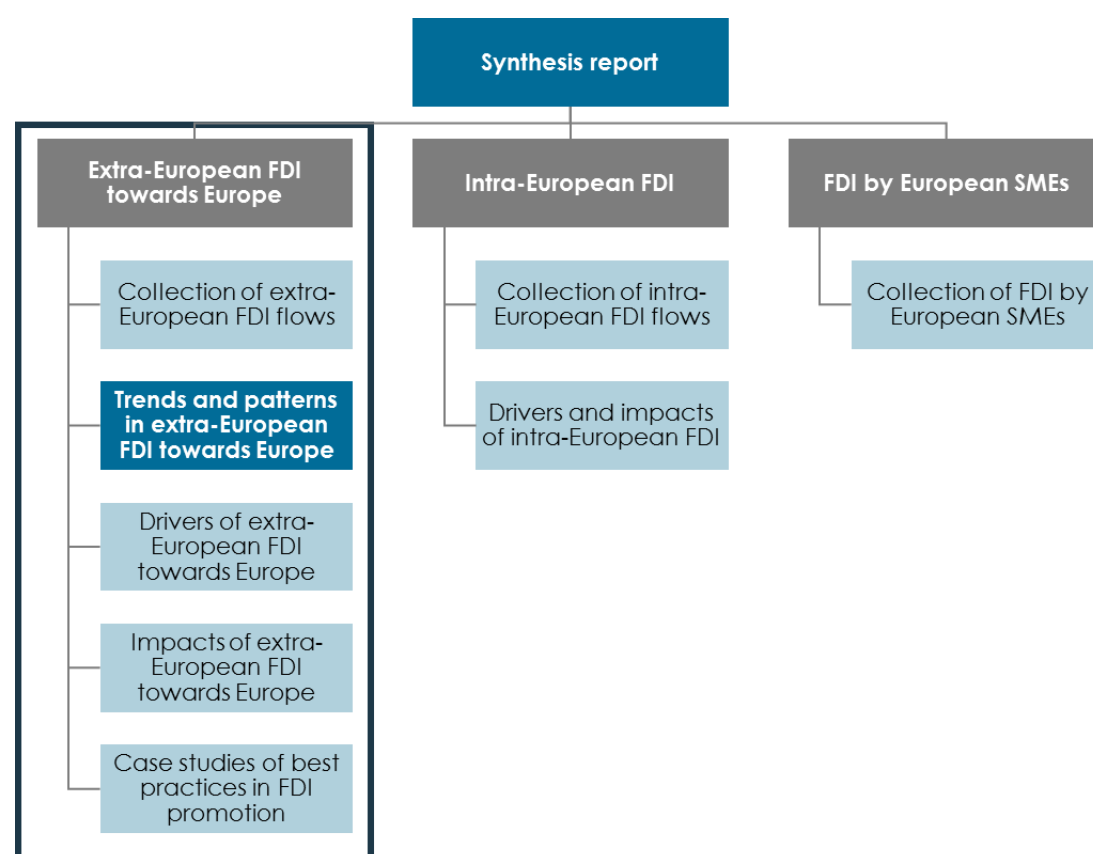 Synthesis report
Extra-European FDI
towards Europe
Collection of extra-
European FDI flows
Trends and patterns
in extra-European
FDI towards Europe
Drivers of extra-
European FDI
towards Europe
Impacts of extra-
European FDI
towards Europe
Case studies of best
practices in FDI
promotion
Intra-European FDI
Collection of intra-
European FDI flows
Drivers and impacts
of intra-European FDI
FDI by European SMEs
Collection of FDI by
European SMEs